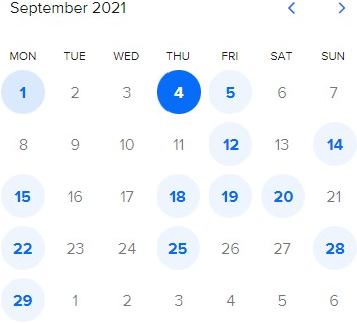 September 2021
MON TUE WED THU FRI SAT SUN
1 2 3 4 5 6 7
8 9 10 11 12 13 14
15 16 17 18 19 20 21
22 23 24 25 26 27 28
29 1 2 3 4 5 6